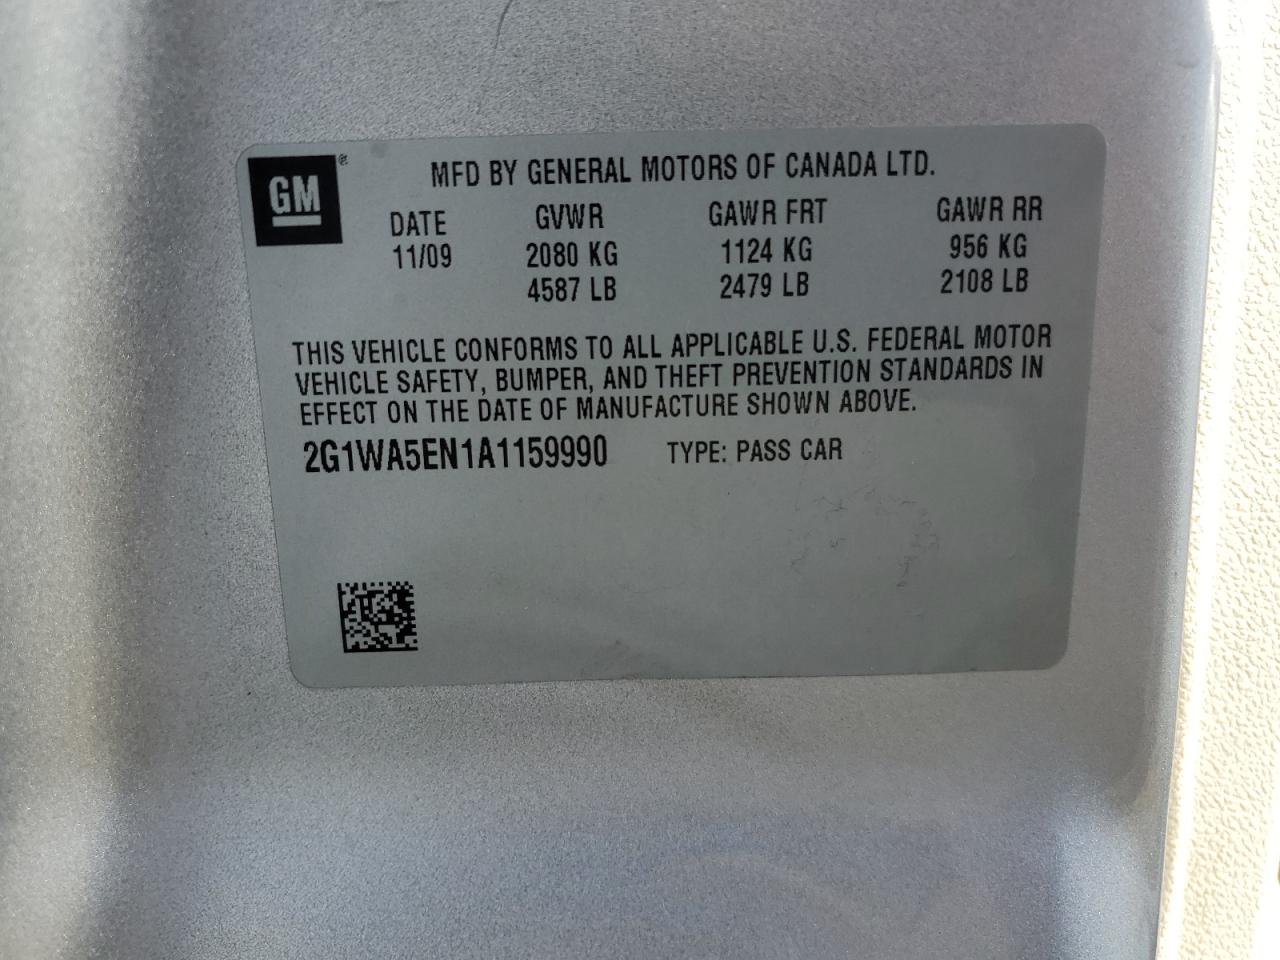 GM®
MFD BY GENERAL MOTORS OF CANADA LTD.
DATE GVWR GAWR FRT GAWR RR
11/09 2080 KG 1124 KG 956 KG
4587 LB 2479 LB 2108 LB
THIS VEHICLE CONFORMS TO ALL APPLICABLE U.S. FEDERAL MOTOR
VEHICLE SAFETY, BUMPER, AND THEFT PREVENTION STANDARDS IN
EFFECT ON THE DATE OF MANUFACTURE SHOWN ABOVE.
2G1WA5EN1A1159990 TYPE: PASS CAR